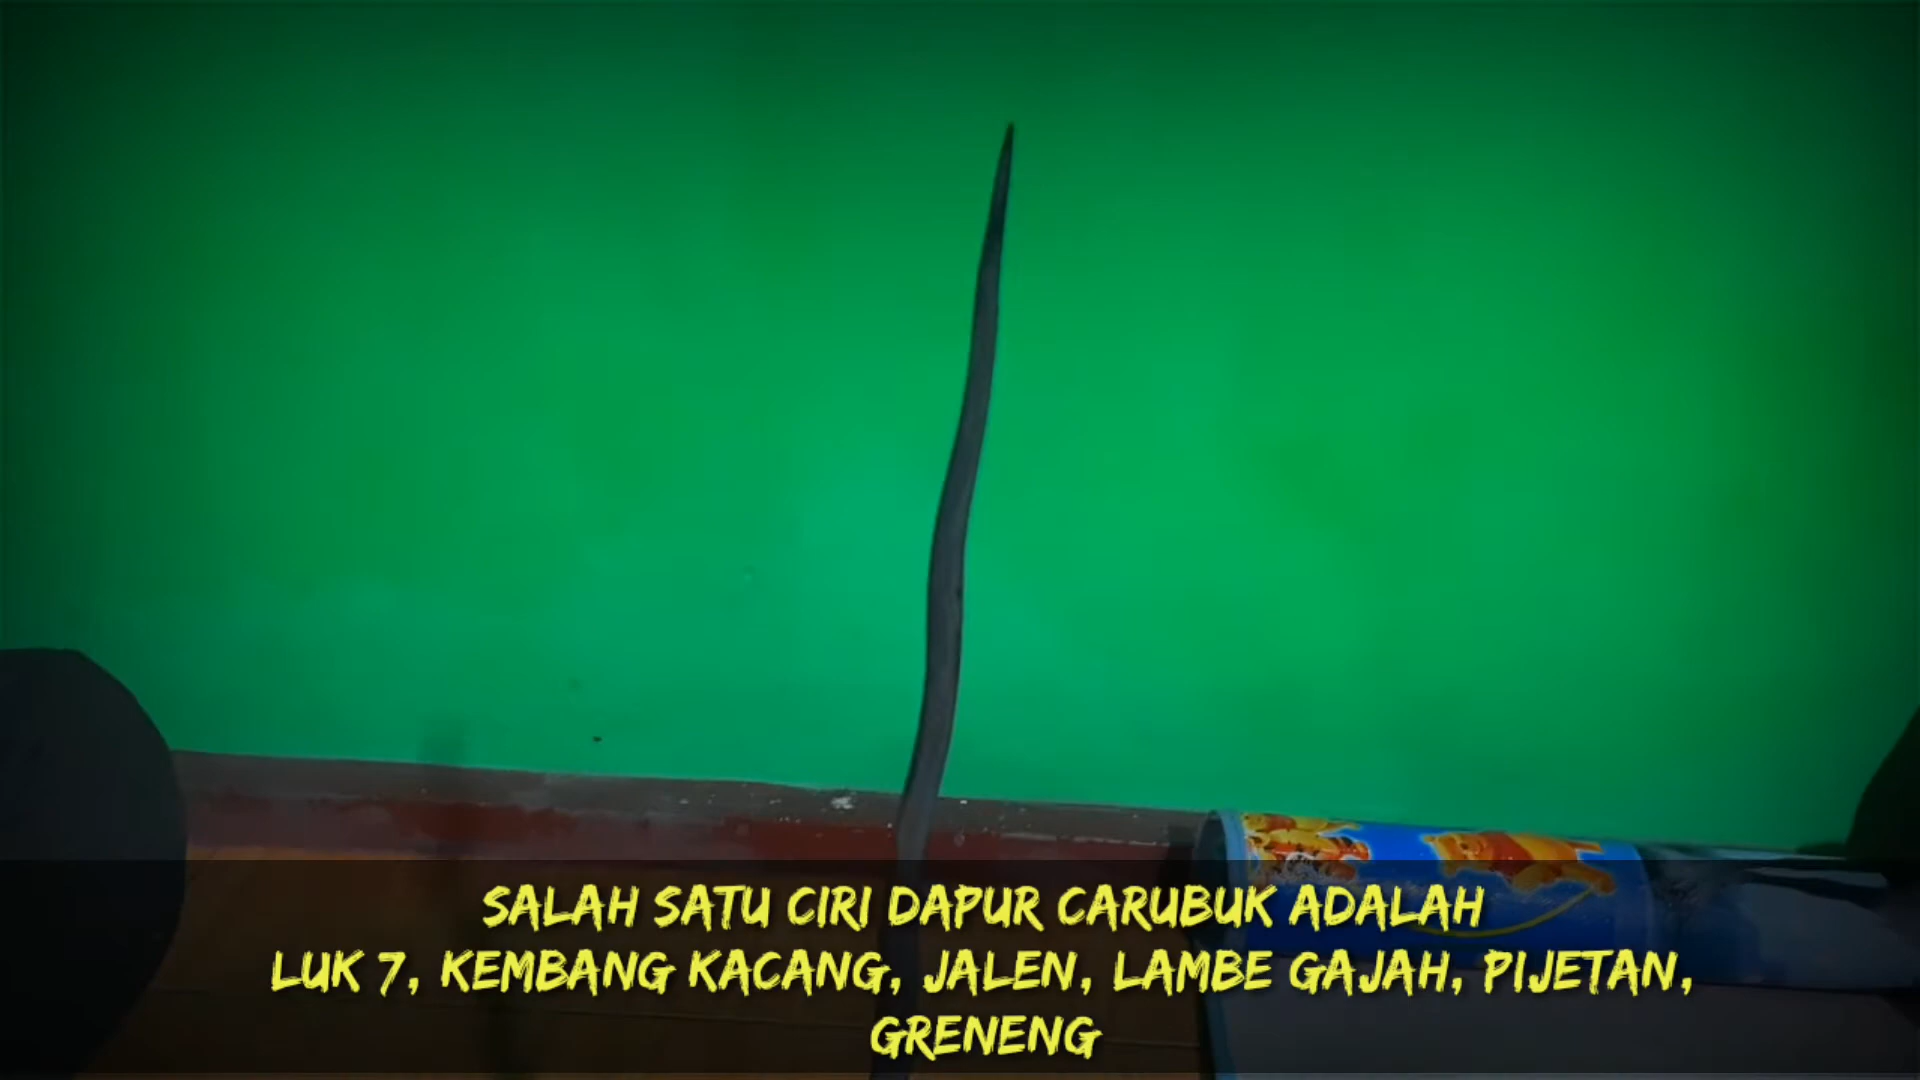 SALAH SATU CIRI DAPUR CARUBUK ADALAH
LUK 7, KEMBANG KACANG, JALEN, LAMBE GAJAH, PIJETAN,
GRENENG